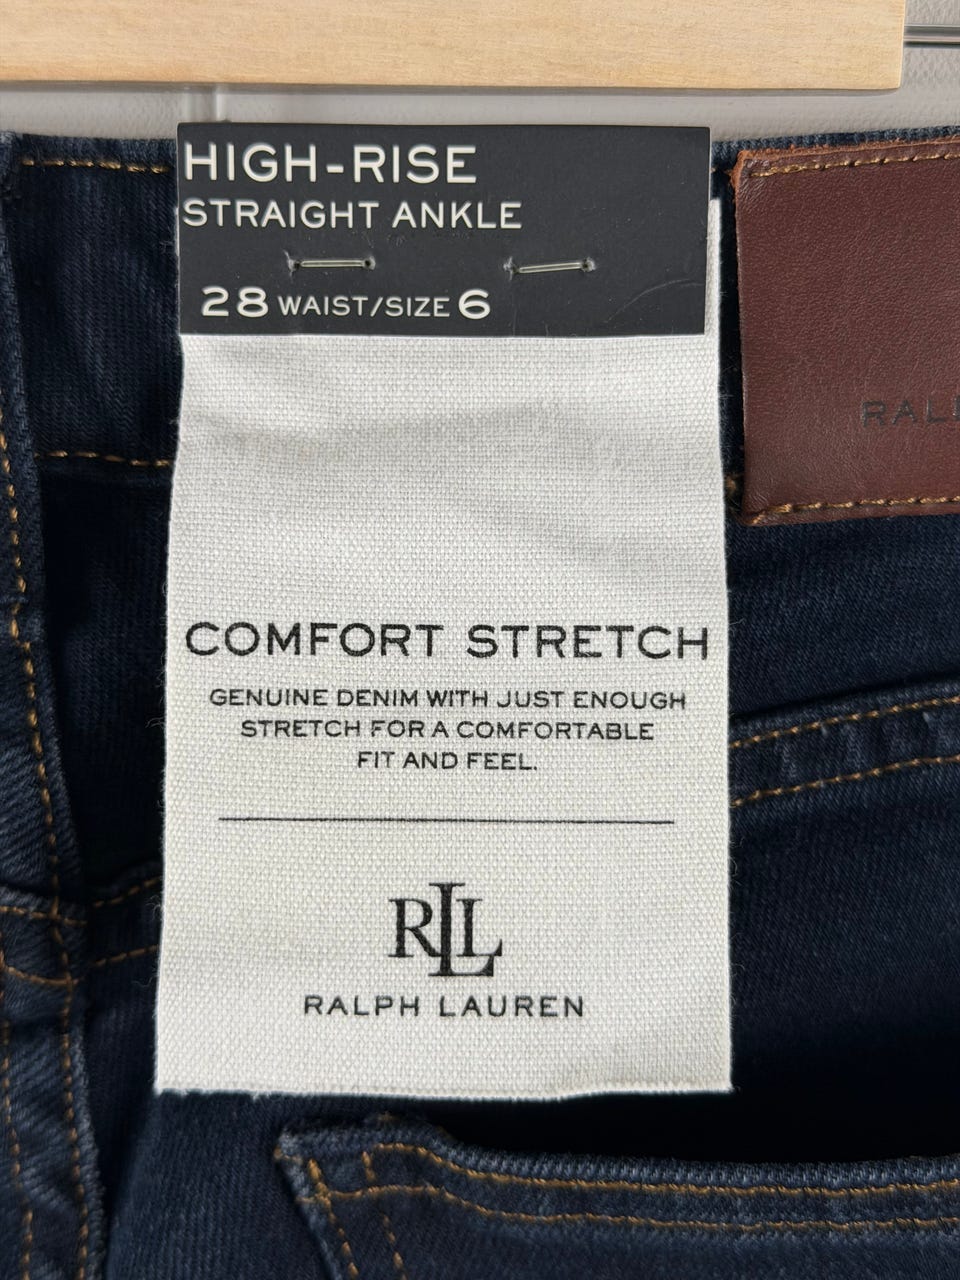 HIGH-RISE
STRAIGHT ANKLE
28 WAIST/SIZE 6
COMFORT STRETCH
GENUINE DENIM WITH JUST ENOUGH
STRETCH FOR A COMFORTABLE
FIT AND FEEL.
RLL
RALPH LAUREN